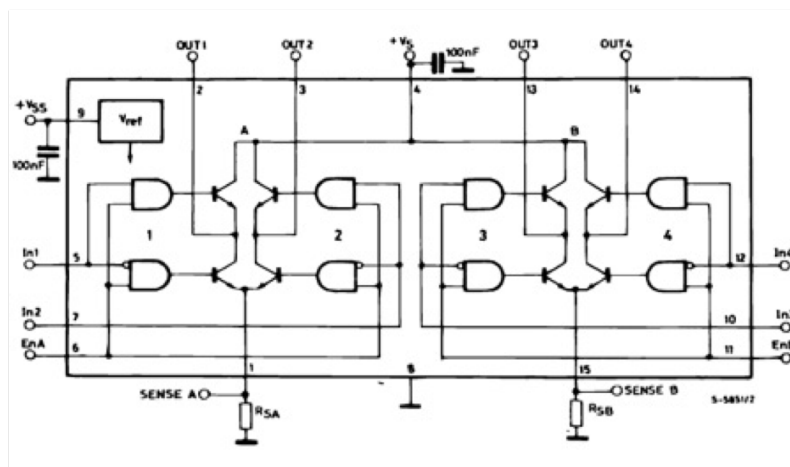 OUT1 OUT2 +Vs 100nF OUT3 OUT4
2 3 4 13 14
+Vss 9 Vref A B
100nF
1 2 3 4
In1 5 12 In4
In2 7 10
EnA 6 11
1 15
SENSE A SENSE B S-5851/2
RSA RSB